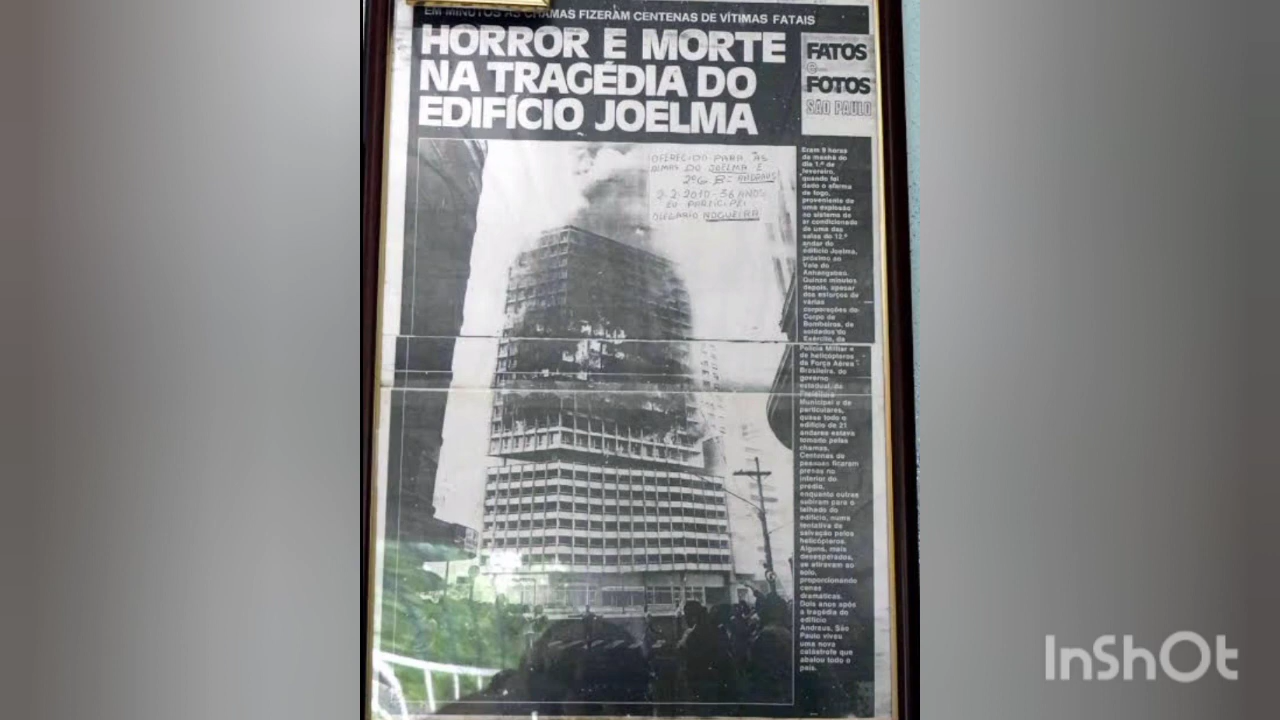 EM MINUTOS AS CHAMAS FIZERAM CENTENAS DE VÍTIMAS FATAIS
HORROR E MORTE
NA TRAGÉDIA DO
EDIFÍCIO JOELMA
FATOS
e
FOTOS
SÃO PAULO
OFERECIDO PARA AS
ALMAS DO JOELMA E
2º G. B= ANDRAUS
2.2.2010-36 ANOS
EU PARTICIPEI
OLEGARIO NOGUEIRA
Eram 9 horas
da manhã do
dia 1.º de
fevereiro,
quando foi
dado o alarma
de fogo,
proveniente de
uma explosão
no sistema de
ar condicionado
de uma das
salas do 12.º
andar do
edifício Joelma,
próximo ao
Vale do
Anhangabau.
Quinze minutos
depois, apesar
dos esforços de
várias
corporações do
Corpo de
Bombeiros, de
soldados do
Exército, da
Polícia Militar e
de helicópteros
da Força Aérea
Brasileira, do
governo
estadual, da
Prefeitura
Municipal e de
particulares,
quase todo o
edifício de 21
andares estava
tomado pelas
chamas.
Centenas de
pessoas ficaram
presas no
interior do
prédio,
enquanto outras
subiram para o
telhado do
edifício, numa
tentativa de
salvação pelos
helicópteros.
Alguns, mais
desesperados,
se atiravam ao
solo,
proporcionando
cenas
dramáticas.
Dois anos após
a tragédia do
edifício
Andraus, São
Paulo viveu
uma nova
catástrofe que
abalou todo o
país.
InShOt